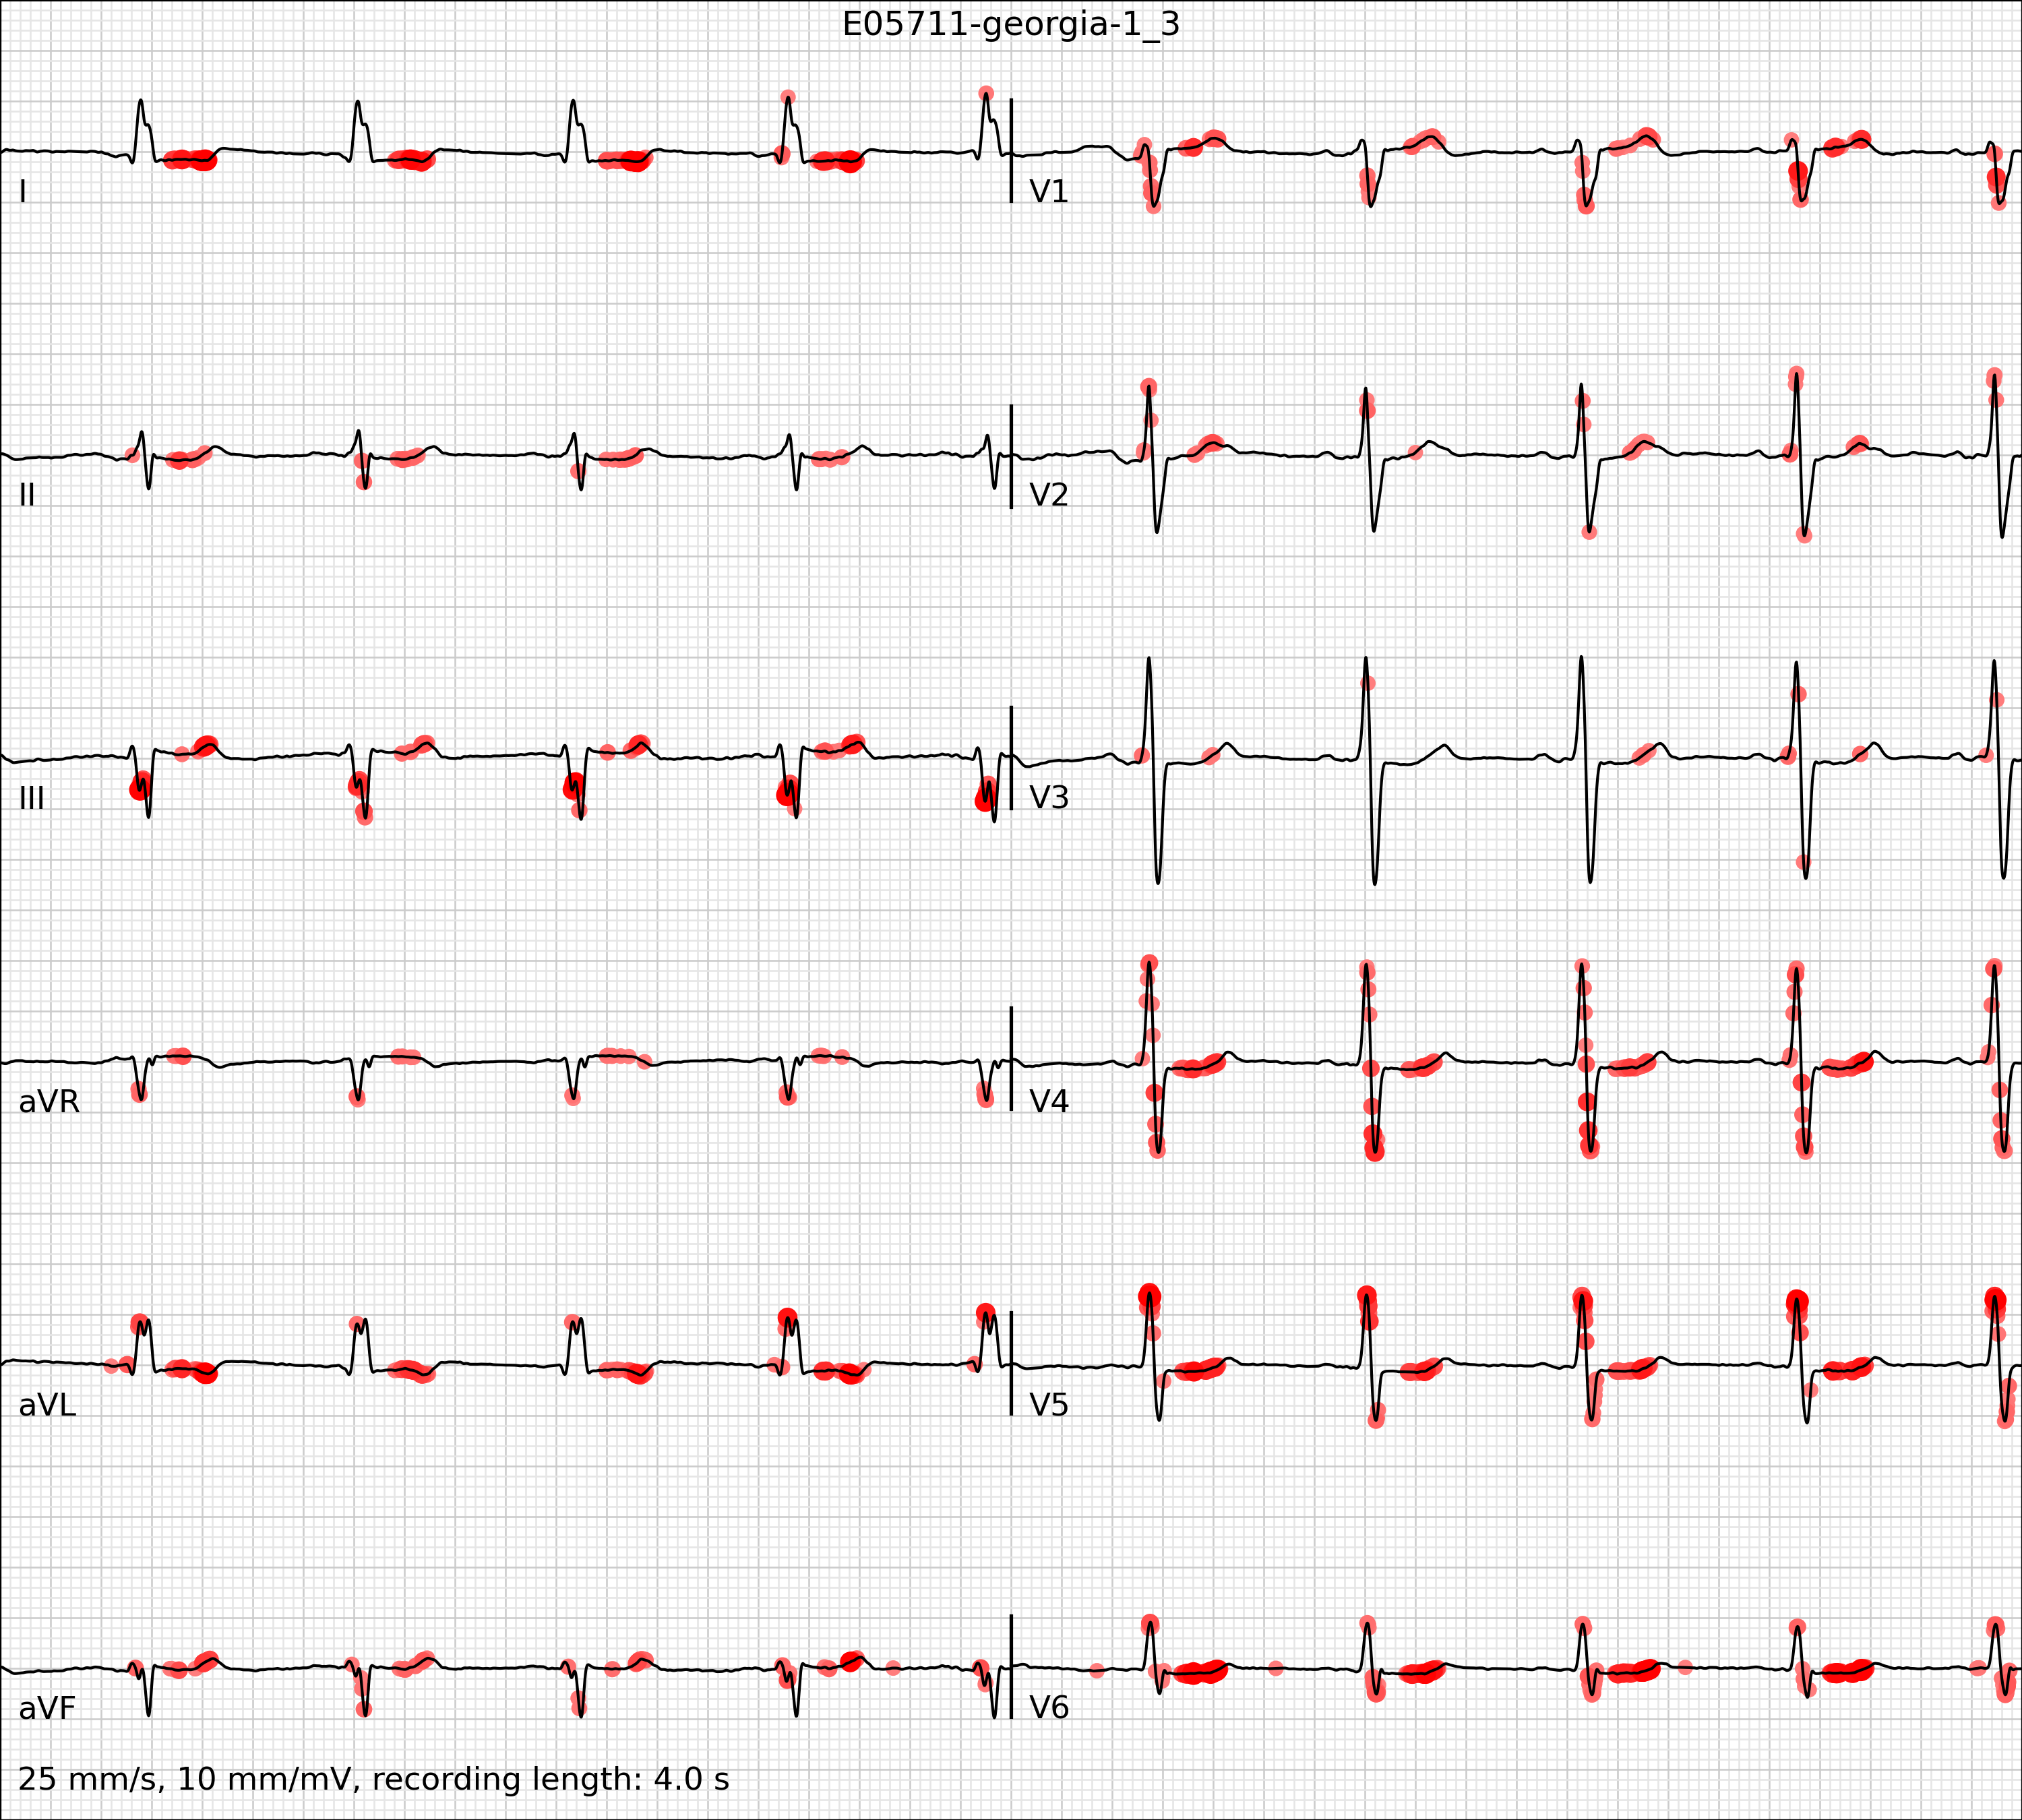 E05711-georgia-1_3
I
V1
II
V2
III
V3
aVR
V4
aVL
V5
aVF
V6
25 mm/s, 10 mm/mV, recording length: 4.0 s